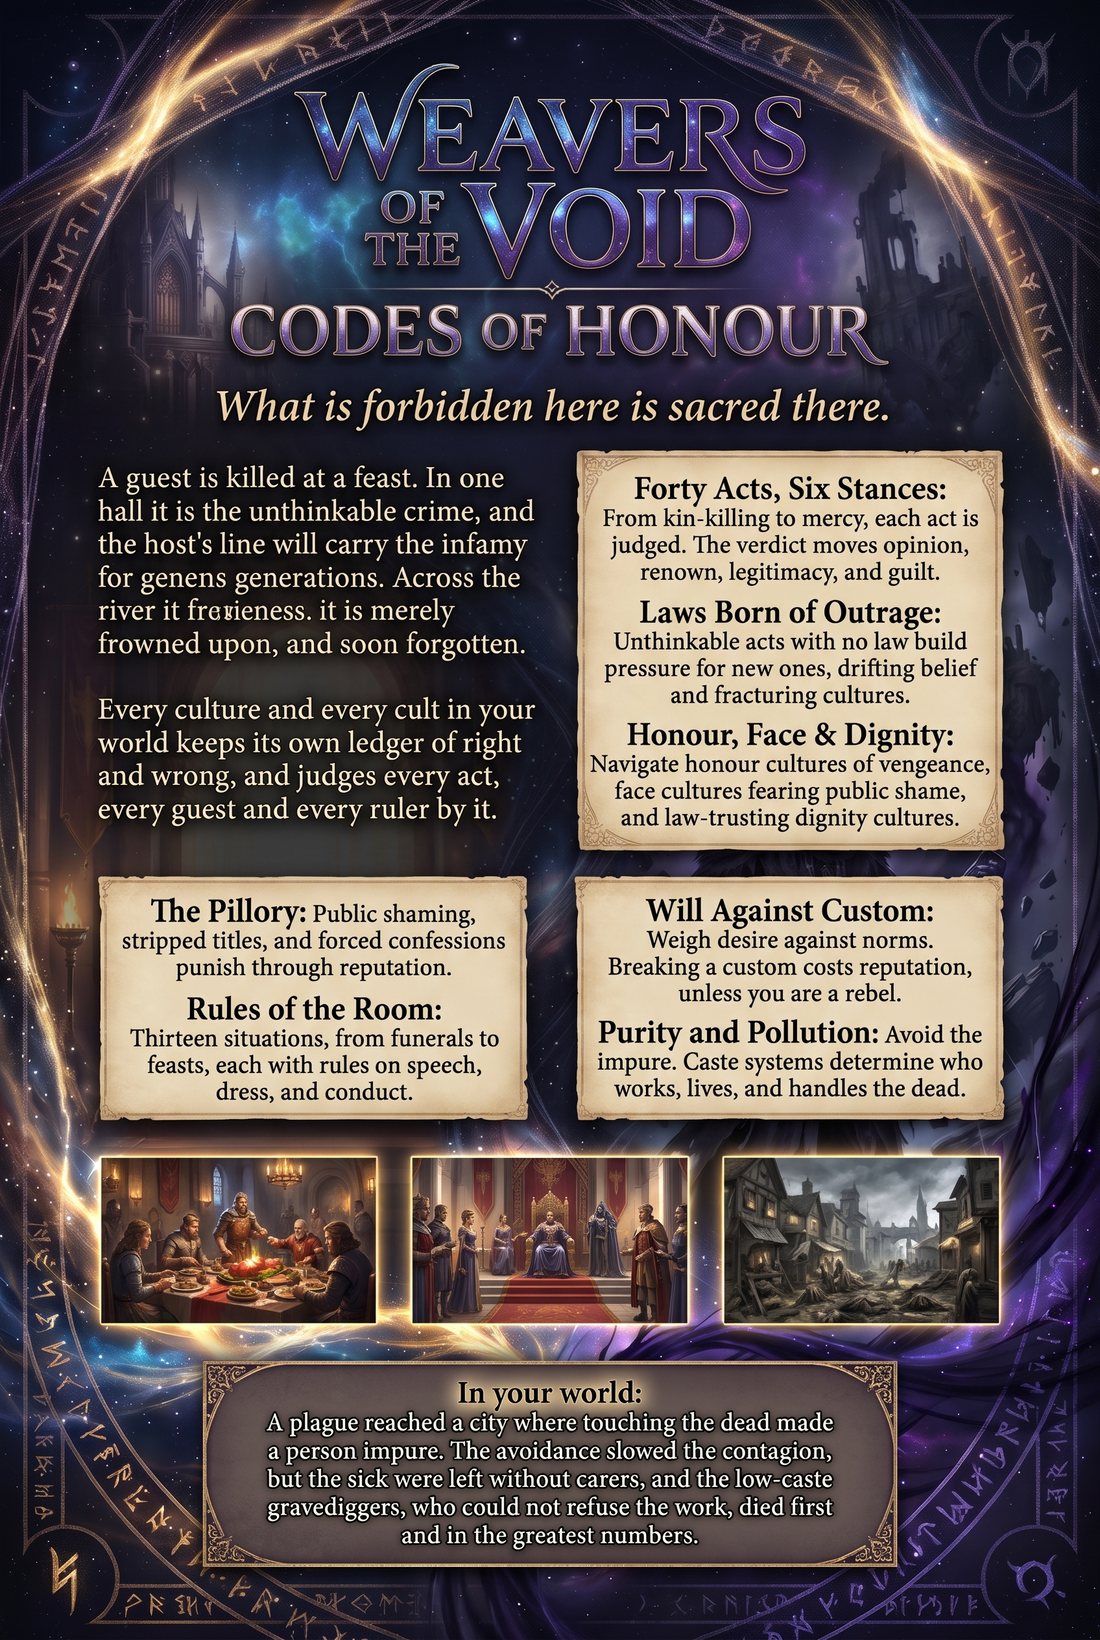 WEAVERS
OF THE VOID
CODES OF HONOUR
What is forbidden here is sacred there.
A guest is killed at a feast. In one
hall it is the unthinkable crime, and
the host's line will carry the infamy
for genens generations. Across the
river it . it is merely
frowned upon, and soon forgotten.
Every culture and every cult in your
world keeps its own ledger of right
and wrong, and judges every act,
every guest and every ruler by it.
Forty Acts, Six Stances:
From kin-killing to mercy, each act is
judged. The verdict moves opinion,
renown, legitimacy, and guilt.
Laws Born of Outrage:
Unthinkable acts with no law build
pressure for new ones, drifting belief
and fracturing cultures.
Honour, Face & Dignity:
Navigate honour cultures of vengeance,
face cultures fearing public shame,
and law-trusting dignity cultures.
The Pillory: Public shaming,
stripped titles, and forced confessions
punish through reputation.
Rules of the Room:
Thirteen situations, from funerals to
feasts, each with rules on speech,
dress, and conduct.
Will Against Custom:
Weigh desire against norms.
Breaking a custom costs reputation,
unless you are a rebel.
Purity and Pollution: Avoid the
impure. Caste systems determine who
works, lives, and handles the dead.
In your world:
A plague reached a city where touching the dead made
a person impure. The avoidance slowed the contagion,
but the sick were left without carers, and the low-caste
gravediggers, who could not refuse the work, died first
and in the greatest numbers.